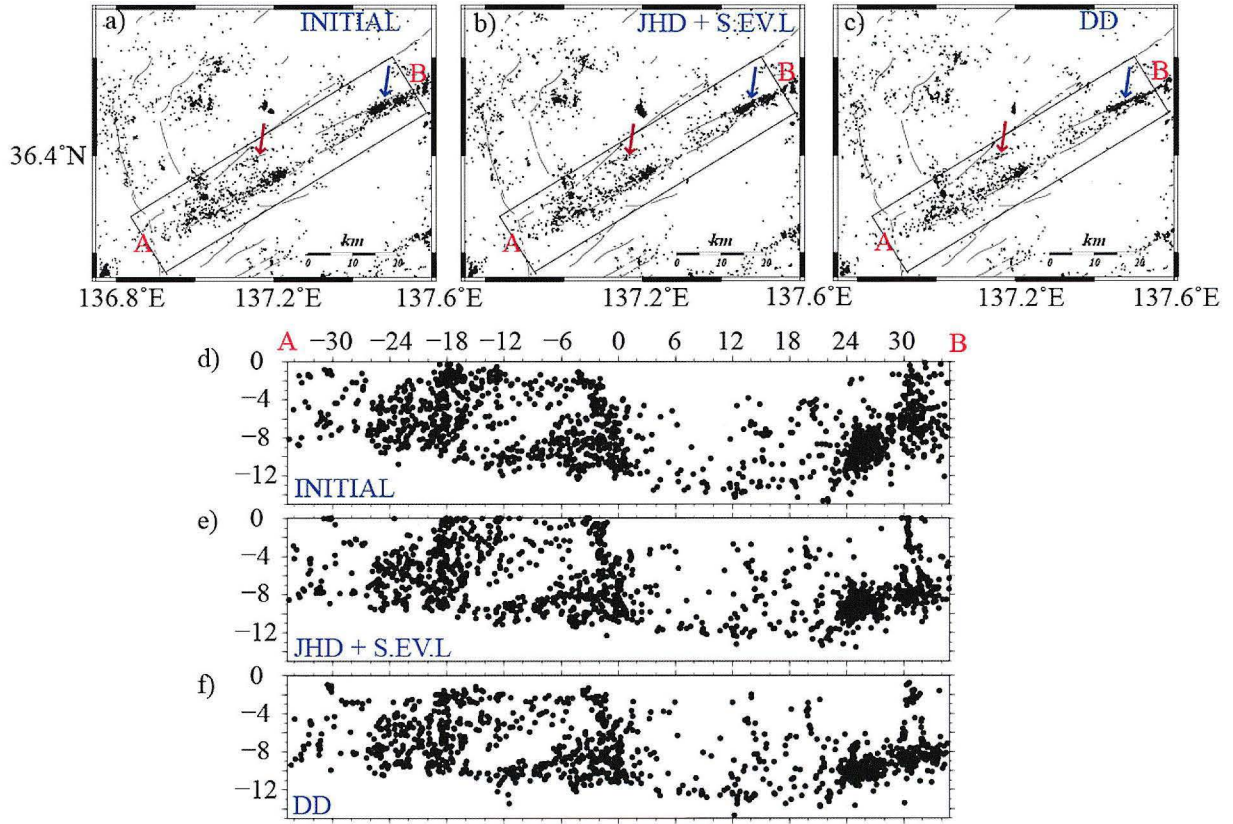 a) INITIAL
b) JHD + S.EV.L
c) DD
B
B
B
36.4°N
A
A
A
km
0 10 20
km
0 10 20
km
0 10 20
136.8°E 137.2°E 137.6°E
137.2°E 137.6°E
137.2°E 137.6°E
A −30 −24 −18 −12 −6 0 6 12 18 24 30 B
d)
0
−4
−8
−12
INITIAL
e)
0
−4
−8
−12
JHD + S.EV.L
f)
0
−4
−8
−12
DD